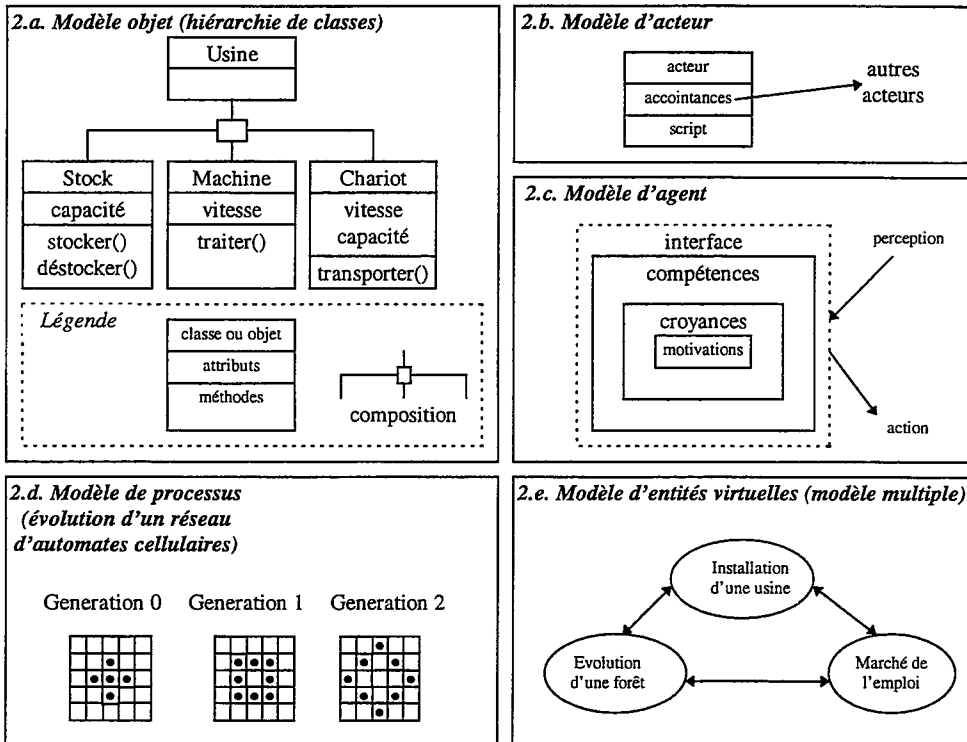 2.a. Modèle objet (hiérarchie de classes)
Usine
Stock
capacité
stocker()
déstocker()
Machine
vitesse
traiter()
Chariot
vitesse
capacité
transporter()
Légende
classe ou objet
attributs
méthodes
composition
2.b. Modèle d'acteur
acteur
accointances
script
autres
acteurs
2.c. Modèle d'agent
interface
compétences
croyances
motivations
perception
action
2.d. Modèle de processus
(évolution d'un réseau
d'automates cellulaires)
Generation 0
Generation 1
Generation 2
2.e. Modèle d'entités virtuelles (modèle multiple)
Installation
d'une usine
Evolution
d'une forêt
Marché de
l'emploi